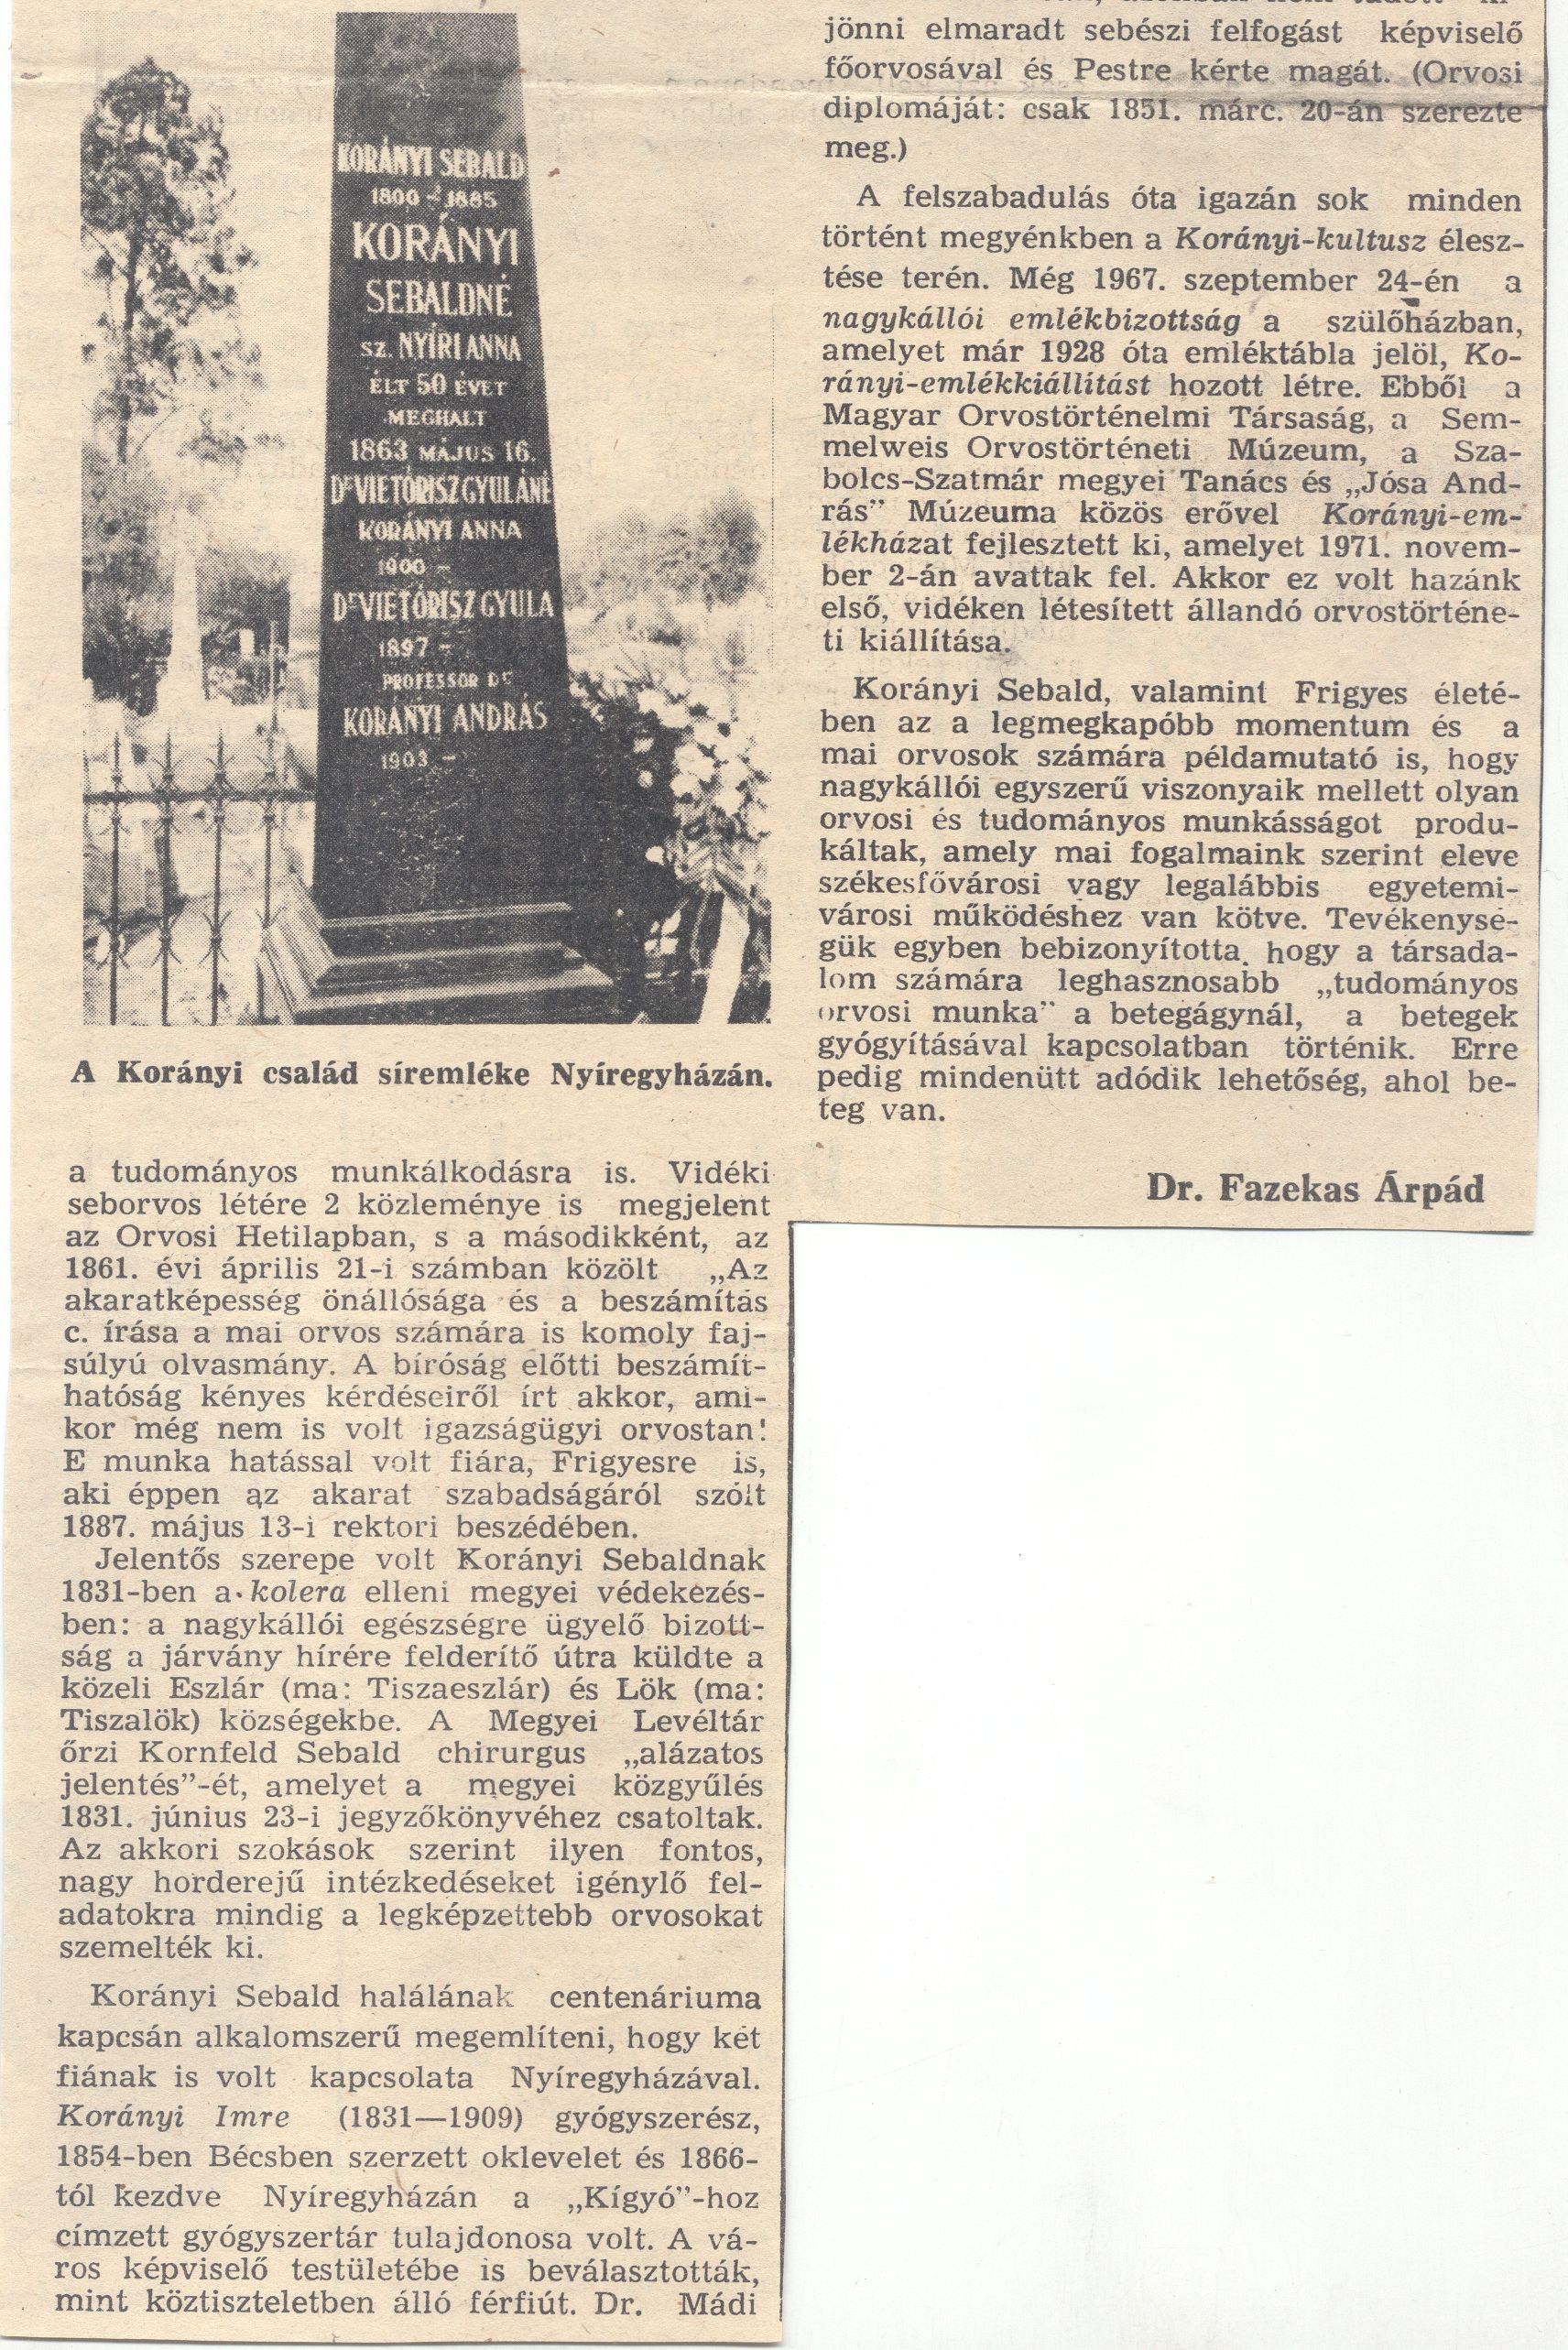 KORÁNYI SEBALD
1800 - 1885
KORÁNYI
SEBALDNÉ
SZ. NYÍRI ANNA
ÉLT 50 ÉVET
MEGHALT
1863 MÁJUS 16.
Dr VIETÓRISZ GYULÁNÉ
KORÁNYI ANNA
1900 -
Dr VIETÓRISZ GYULA
1897 -
PROFESSOR Dr
KORÁNYI ANDRÁS
1903 -
A Korányi család síremléke Nyíregyházán.
a tudományos munkálkodásra is. Vidéki
seborvos létére 2 közleménye is megjelent
az Orvosi Hetilapban, s a másodikként, az
1861. évi április 21-i számban közölt „Az
akaratképesség önállósága és a beszámítás
c. írása a mai orvos számára is komoly faj-
súlyú olvasmány. A bíróság előtti beszámít-
hatóság kényes kérdéseiről írt akkor, ami-
kor még nem is volt igazságügyi orvostan!
E munka hatással volt fiára, Frigyesre is,
aki éppen az akarat szabadságáról szólt
1887. május 13-i rektori beszédében.
Jelentős szerepe volt Korányi Sebaldnak
1831-ben a kolera elleni megyei védekezés-
ben: a nagykállói egészségre ügyelő bizott-
ság a járvány hírére felderítő útra küldte a
közeli Eszlár (ma: Tiszaeszlár) és Lök (ma:
Tiszalök) községekbe. A Megyei Levéltár
őrzi Kornfeld Sebald chirurgus „alázatos
jelentés”-ét, amelyet a megyei közgyűlés
1831. június 23-i jegyzőkönyvéhez csatoltak.
Az akkori szokások szerint ilyen fontos,
nagy horderejű intézkedéseket igénylő fel-
adatokra mindig a legképzettebb orvosokat
szemelték ki.
Korányi Sebald halálának centenáriuma
kapcsán alkalomszerű megemlíteni, hogy két
fiának is volt kapcsolata Nyíregyházával.
Korányi Imre (1831—1909) gyógyszerész,
1854-ben Bécsben szerzett oklevelet és 1866-
tól kezdve Nyíregyházán a „Kígyó”-hoz
címzett gyógyszertár tulajdonosa volt. A vá-
ros képviselő testületébe is beválasztották,
mint köztiszteletben álló férfiút. Dr. Mádi
jönni elmaradt sebészi felfogást képviselő
főorvosával és Pestre kérte magát. (Orvosi
diplomáját: csak 1851. márc. 20-án szerezte
meg.)
A felszabadulás óta igazán sok minden
történt megyénkben a Korányi-kultusz élesz-
tése terén. Még 1967. szeptember 24-én a
nagykállói emlékbizottság a szülőházban,
amelyet már 1928 óta emléktábla jelöl, Ko-
rányi-emlékkiállítást hozott létre. Ebből a
Magyar Orvostörténelmi Társaság, a Sem-
melweis Orvostörténeti Múzeum, a Sza-
bolcs-Szatmár megyei Tanács és „Jósa And-
rás” Múzeuma közös erővel Korányi-em-
lékházat fejlesztett ki, amelyet 1971. novem-
ber 2-án avattak fel. Akkor ez volt hazánk
első, vidéken létesített állandó orvostörténe-
ti kiállítása.
Korányi Sebald, valamint Frigyes életé-
ben az a legmegkapóbb momentum és a
mai orvosok számára példamutató is, hogy
nagykállói egyszerű viszonyaik mellett olyan
orvosi és tudományos munkásságot produ-
káltak, amely mai fogalmaink szerint eleve
székesfővárosi vagy legalábbis egyetemi-
városi működéshez van kötve. Tevékenysé-
gük egyben bebizonyította, hogy a társada-
lom számára leghasznosabb „tudományos
orvosi munka” a betegágynál, a betegek
gyógyításával kapcsolatban történik. Erre
pedig mindenütt adódik lehetőség, ahol be-
teg van.
Dr. Fazekas Árpád